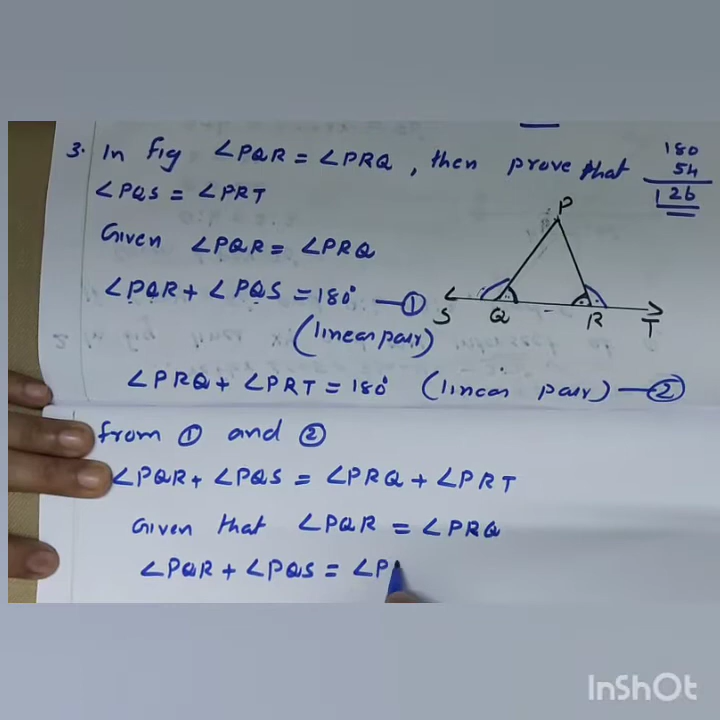 3. In fig ∠PQR = ∠PRQ, then prove that
∠PQS = ∠PRT
180
54
126
Given ∠PQR = ∠PRQ
∠PQR + ∠PQS = 180° — ①
(linear pair)
P
S Q R T
∠PRQ + ∠PRT = 180° (linear pair) — ②
from ① and ②
∠PQR + ∠PQS = ∠PRQ + ∠PRT
Given that ∠PQR = ∠PRQ
∠PQR + ∠PQS = ∠P
InShOt